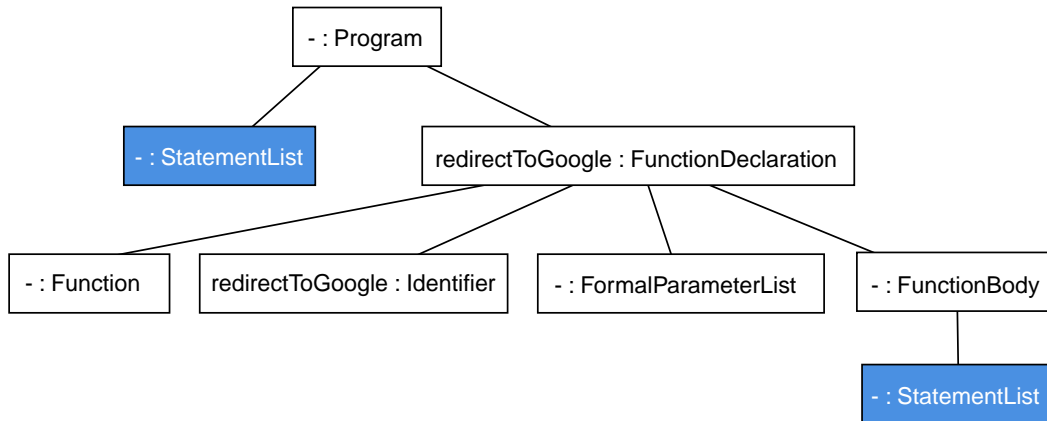 - : Program
- : StatementList
redirectToGoogle : FunctionDeclaration
- : Function
redirectToGoogle : Identifier
- : FormalParameterList
- : FunctionBody
- : StatementList